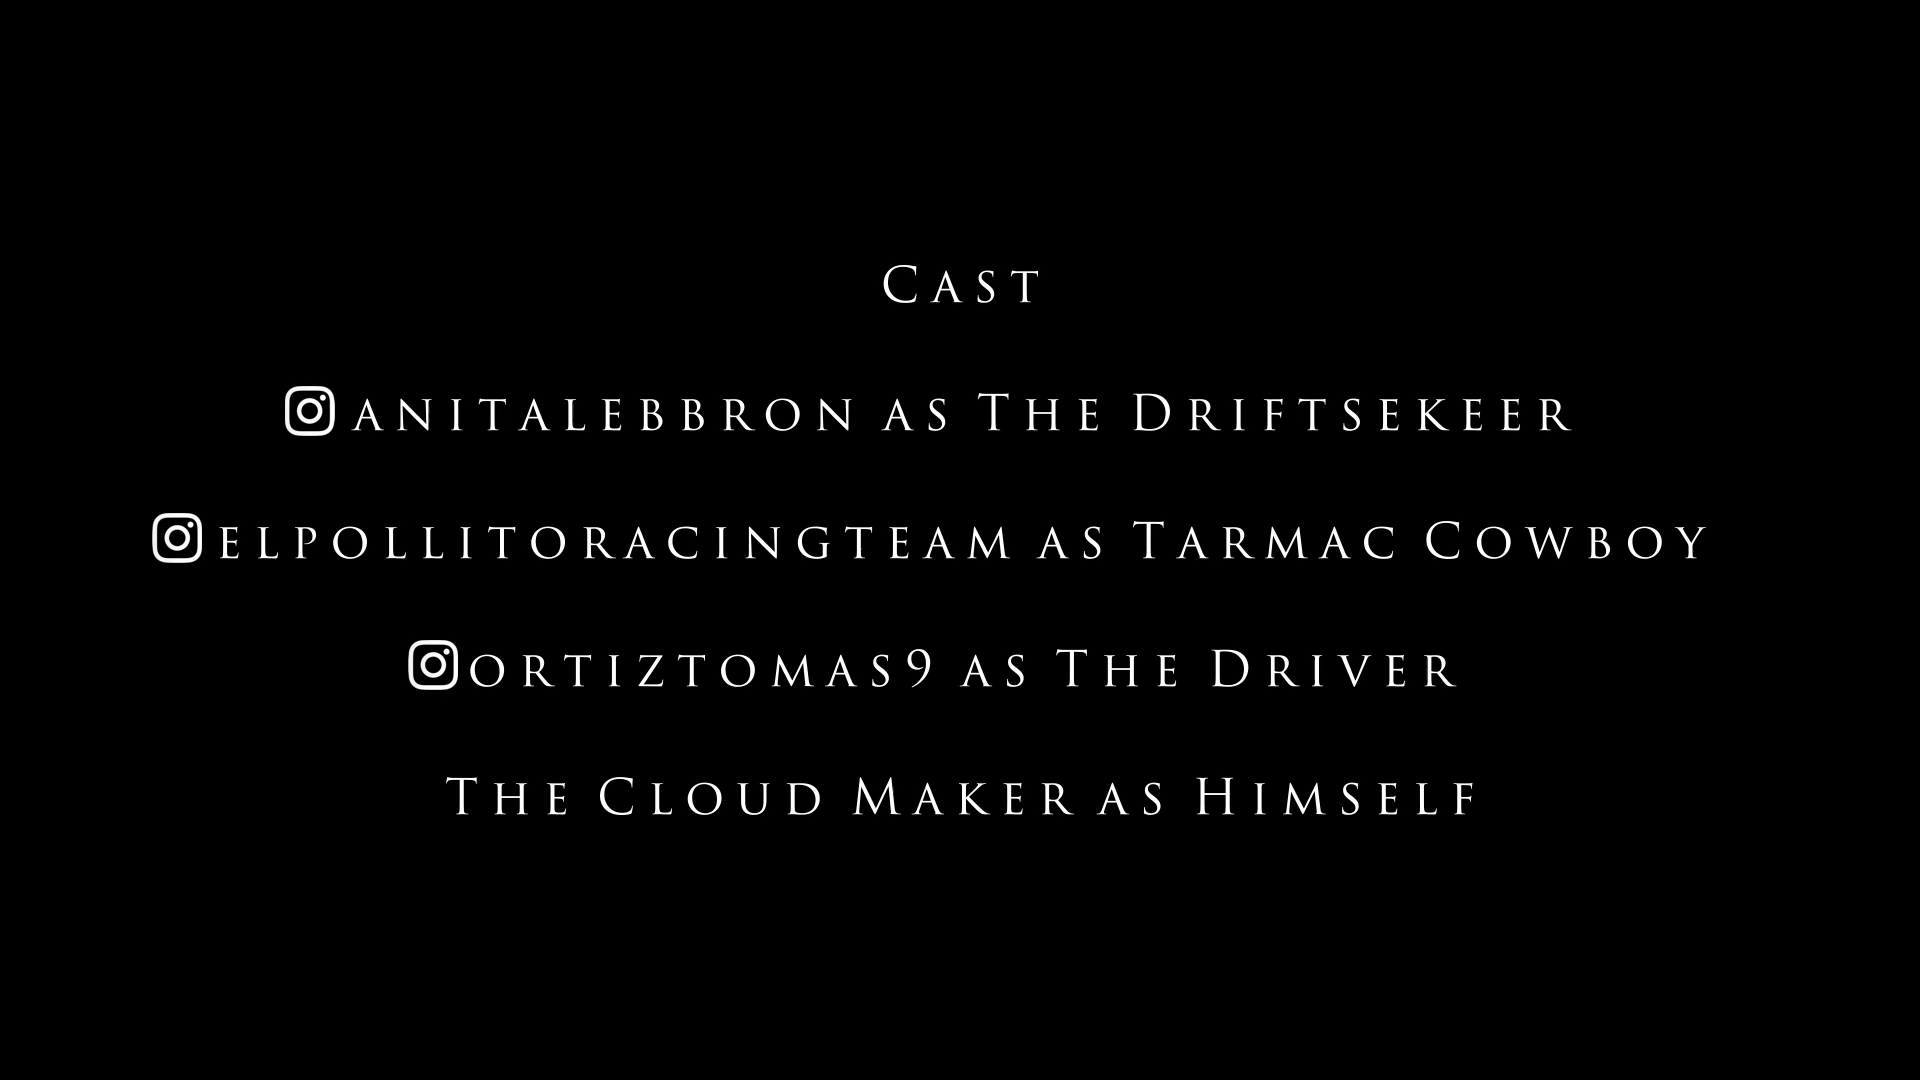 Cast
anitalebbron as The Driftsekeer
elpollitoracingteam as Tarmac Cowboy
ortiztomas9 as The Driver
The Cloud Maker as Himself